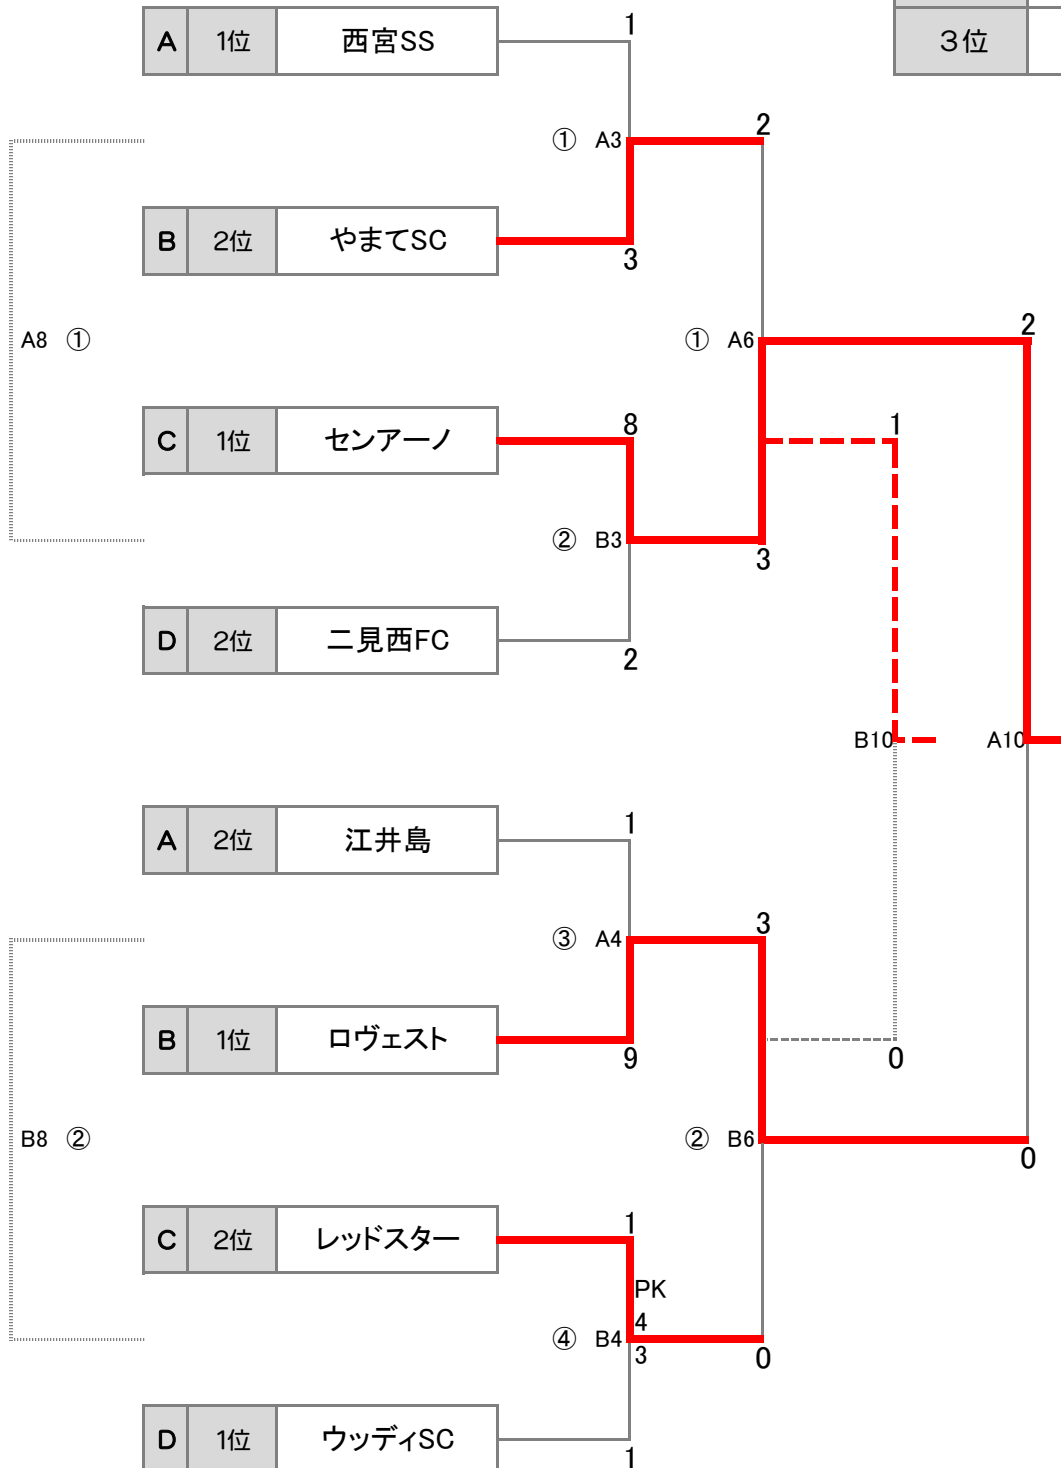 1
A 1位 西宮SS
３位
① A3
2
B 2位 やまてSC
3
A8 ①
① A6
2
C 1位 センアーノ
8
1
② B3
3
D 2位 二見西FC
2
B10
A10
A 2位 江井島
1
③ A4
3
B 1位 ロヴェスト
9
0
B8 ②
② B6
0
C 2位 レッドスター
1
PK
4
④ B4
3
0
D 1位 ウッディSC
1